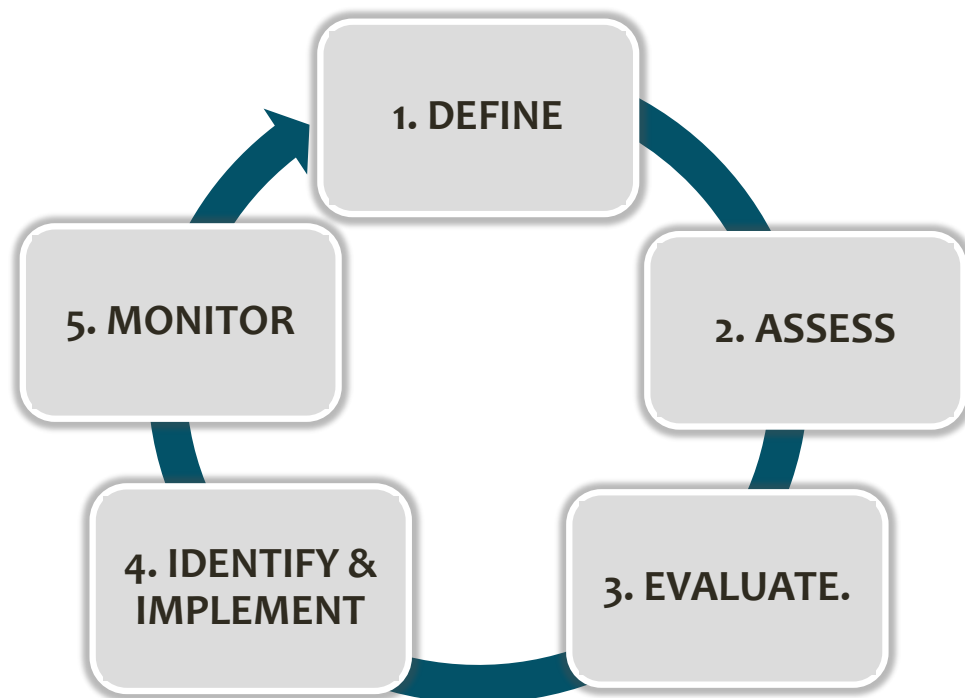 1. DEFINE
2. ASSESS
3. EVALUATE.
4. IDENTIFY &
IMPLEMENT
5. MONITOR